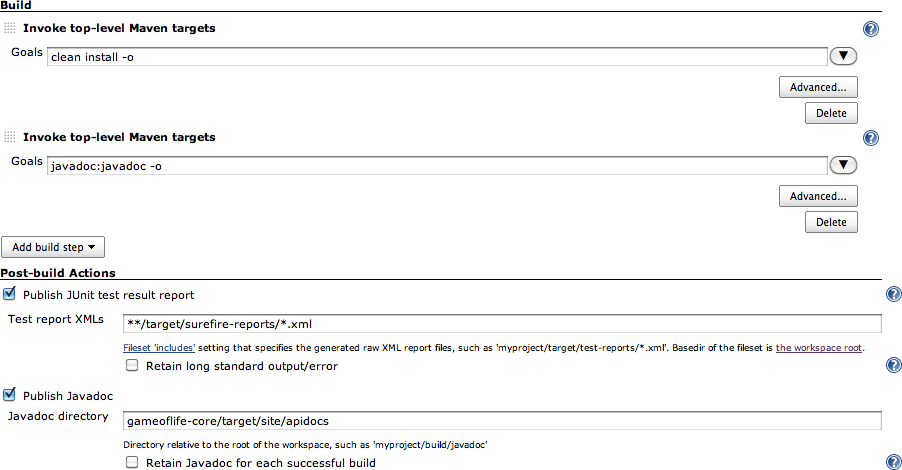 Build
Invoke top-level Maven targets
Goals clean install -o
Advanced...
Delete
Invoke top-level Maven targets
Goals javadoc:javadoc -o
Advanced...
Delete
Add build step
Post-build Actions
Publish JUnit test result report
Test report XMLs **/target/surefire-reports/*.xml
Fileset 'includes' setting that specifies the generated raw XML report files, such as 'myproject/target/test-reports/*.xml'. Basedir of the fileset is the workspace root.
Retain long standard output/error
Publish Javadoc
Javadoc directory gameoflife-core/target/site/apidocs
Directory relative to the root of the workspace, such as 'myproject/build/javadoc'
Retain Javadoc for each successful build